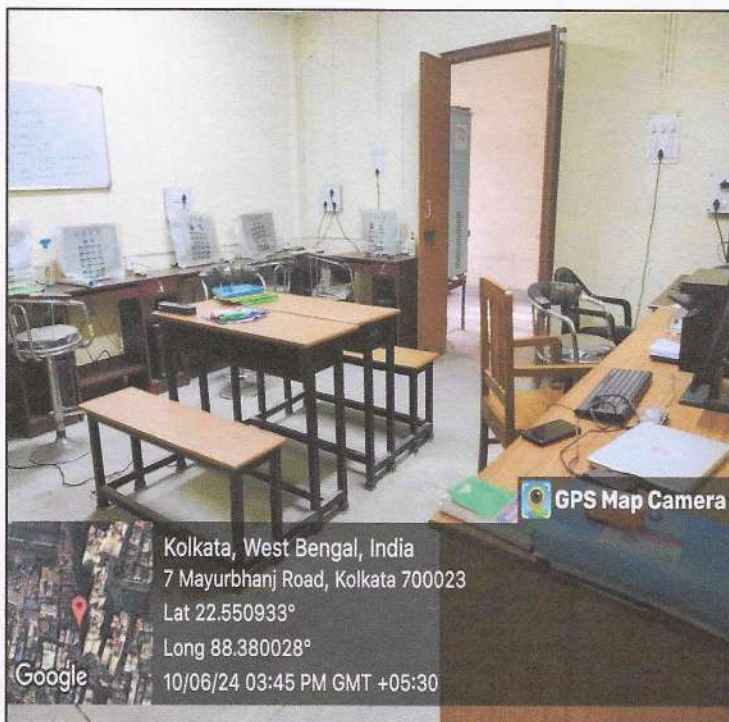 GPS Map Camera
Kolkata, West Bengal, India
7 Mayurbhanj Road, Kolkata 700023
Lat 22.550933°
Long 88.380028°
10/06/24 03:45 PM GMT +05:30
Google